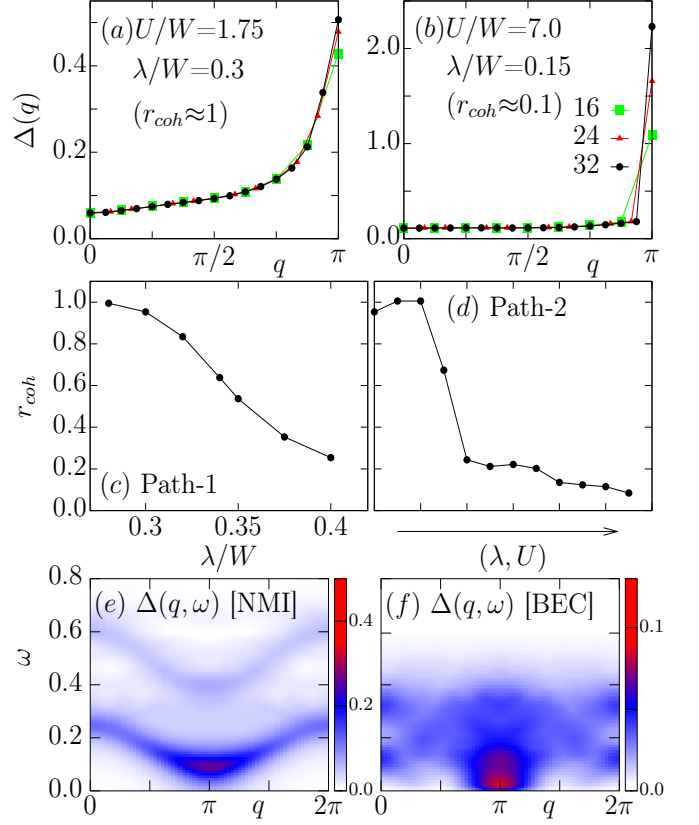 (a) U/W=1.75
λ/W=0.3
(r_coh≈1)
Δ(q)
0.4
0.2
0.0
0 π/2 q π
(b) U/W=7.0
λ/W=0.15
(r_coh≈0.1)
16
24
32
2.0
1.0
0.0
0 π/2 q π
r_coh
1.0
0.8
0.6
0.4
0.2
0.0
(c) Path-1
0.3 0.35 0.4
λ/W
(d) Path-2
(λ, U)
(e) Δ(q, ω) [NMI]
ω
0.8
0.6
0.4
0.2
0.0
0 π q 2π
0.4
0.2
0.0
(f) Δ(q, ω) [BEC]
0 π q 2π
0.1
0.0